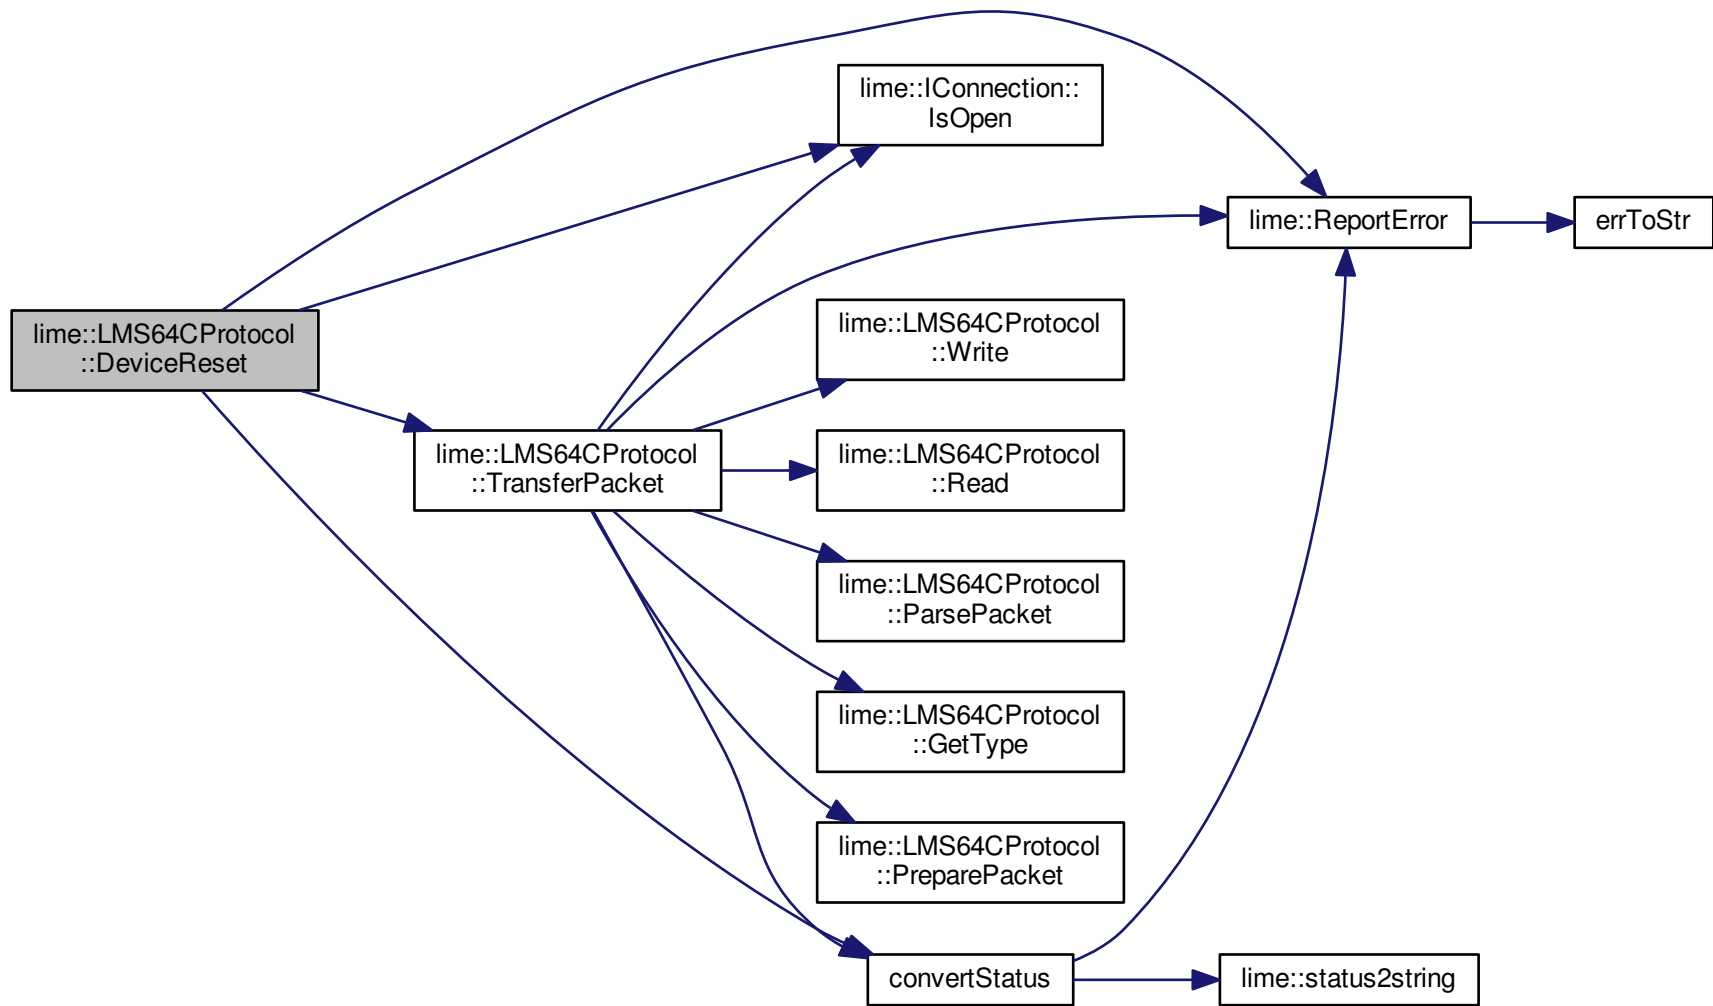 lime::IConnection::
IsOpen
lime::ReportError
errToStr
lime::LMS64CProtocol
::DeviceReset
lime::LMS64CProtocol
::Write
lime::LMS64CProtocol
::TransferPacket
lime::LMS64CProtocol
::Read
lime::LMS64CProtocol
::ParsePacket
lime::LMS64CProtocol
::GetType
lime::LMS64CProtocol
::PreparePacket
convertStatus
lime::status2string